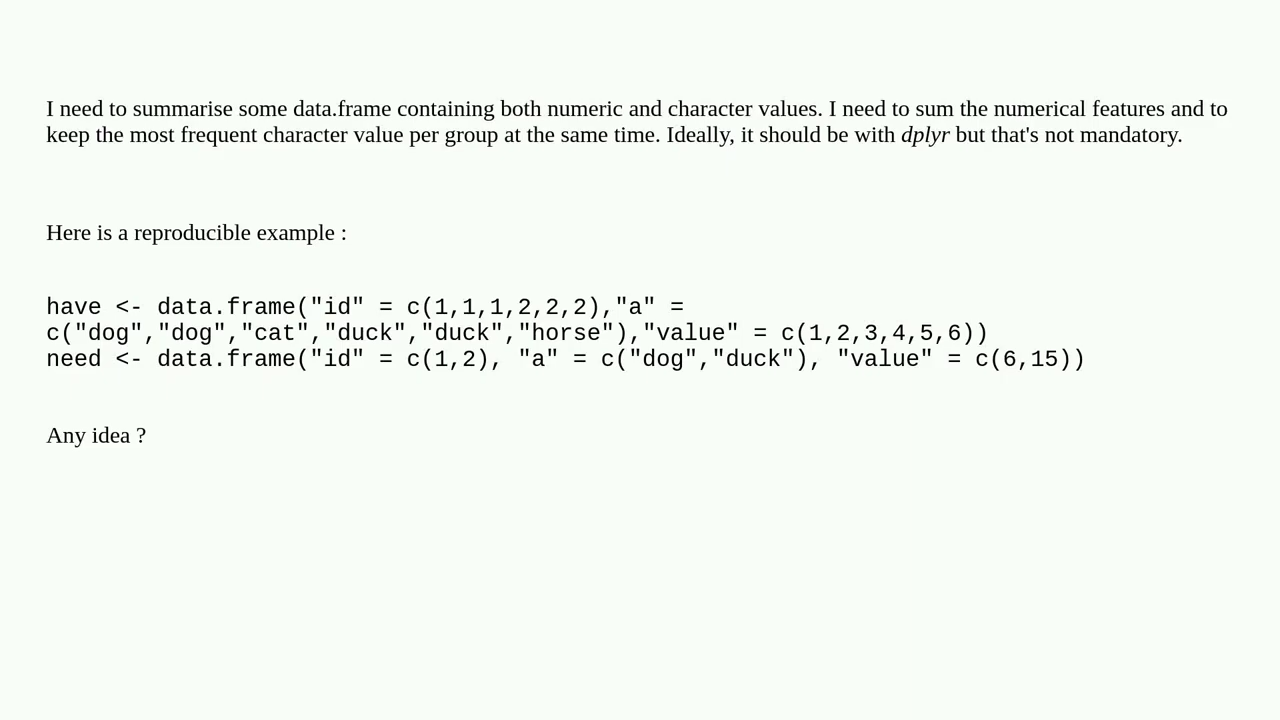 I need to summarise some data.frame containing both numeric and character values. I need to sum the numerical features and to
keep the most frequent character value per group at the same time. Ideally, it should be with dplyr but that's not mandatory.
Here is a reproducible example :
have <- data.frame("id" = c(1,1,1,2,2,2),"a" =
c("dog","dog","cat","duck","duck","horse"),"value" = c(1,2,3,4,5,6))
need <- data.frame("id" = c(1,2), "a" = c("dog","duck"), "value" = c(6,15))
Any idea ?